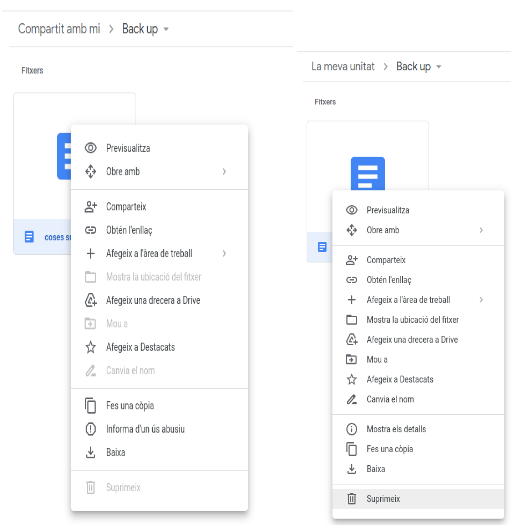 Compartit amb mi > Back up
Fitxers
coses
Previsualitza
Obre amb
Comparteix
Obtén l'enllaç
Afegeix a l'àrea de treball
Mostra la ubicació del fitxer
Afegeix una drecera a Drive
Mou a
Afegeix a Destacats
Canvia el nom
Fes una còpia
Informa d'un ús abusiu
Baixa
Suprimeix
La meva unitat > Back up
Fitxers
Previsualitza
Obre amb
Comparteix
Obtén l'enllaç
Afegeix a l'àrea de treball
Mostra la ubicació del fitxer
Afegeix una drecera a Drive
Mou a
Afegeix a Destacats
Canvia el nom
Mostra els detalls
Fes una còpia
Baixa
Suprimeix